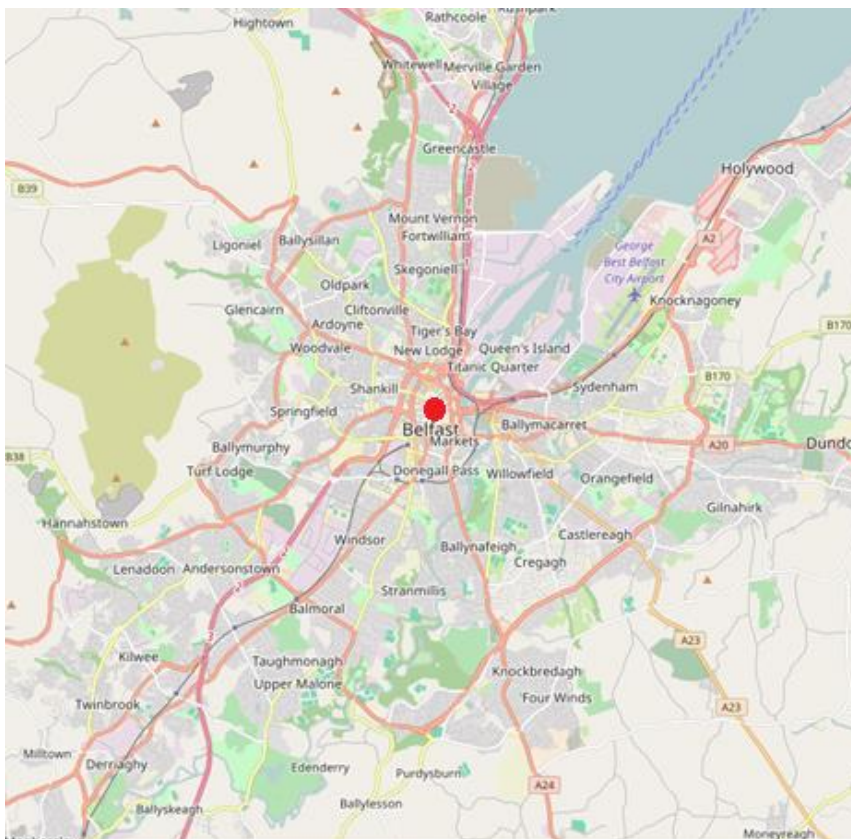 Rathcoole
Rushpark
Hightown
Whitewell
Merville Garden
Village
2
Greencastle
Holywood
B39
A2
Mount Vernon
Fortwilliam
Ligoniel
Ballysillan
George
Best Belfast
City Airport
Skegoniell
Oldpark
Knocknagoney
Glencairn
Cliftonville
Ardoyne
Tiger's Bay
B170
Woodvale
New Lodge
Queen's Island
Titanic Quarter
B170
Shankill
Sydenham
Springfield
Ballymacarret
Belfast
Markets
Ballymurphy
A20
Dundo
B38
Turf Lodge
Donegall Pass
Willowfield
Orangefield
Gilnahirk
Hannahstown
Windsor
Ballynafeigh
Castlereagh
Cregagh
Lenadoon
Andersonstown
Stranmillis
Balmoral
A23
Kilwee
Taughmonagh
Knockbredagh
Upper Malone
Four Winds
Twinbrook
A23
Milltown
Derriaghy
Edenderry
Purdysburn
A24
Ballyskeagh
Ballylesson
Moneyreagh